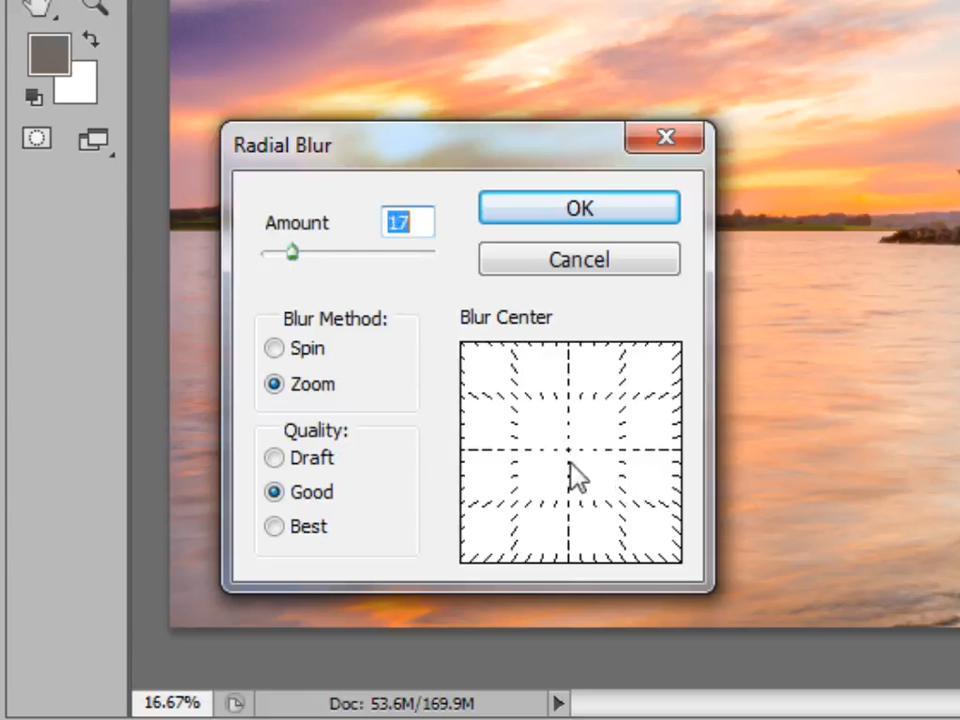 Radial Blur
Amount
17
OK
Cancel
Blur Method:
Spin
Zoom
Quality:
Draft
Good
Best
Blur Center
16.67%
Doc: 53.6M/169.9M